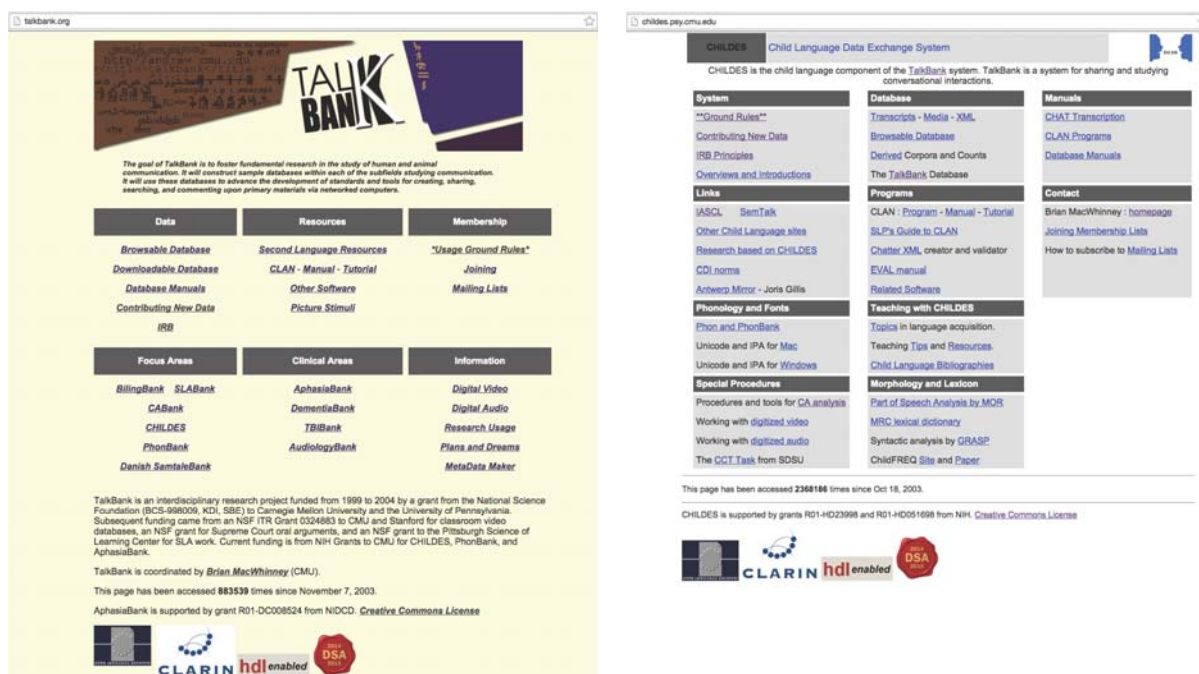 talkbank.org
TALK
BANK
The goal of TalkBank is to foster fundamental research in the study of human and animal
communication. It will construct sample databases within each of the subfields studying communication.
It will use these databases to advance the development of standards and tools for creating, sharing,
searching, and commenting upon primary materials via networked computers.
Data Resources Membership
Browsable Database Second Language Resources *Usage Ground Rules*
Downloadable Database CLAN - Manual - Tutorial Joining
Database Manuals Other Software Mailing Lists
Contributing New Data Picture Stimuli
IRB
Focus Areas Clinical Areas Information
BilingBank SLABank AphasiaBank Digital Video
CABank DementiaBank Digital Audio
CHILDES TBIBank Research Usage
PhonBank AudiologyBank Plans and Dreams
Danish SamtaleBank MetaData Maker
TalkBank is an interdisciplinary research project funded from 1999 to 2004 by a grant from the National Science
Foundation (BCS-998009, KDI, SBE) to Carnegie Mellon University and the University of Pennsylvania.
Subsequent funding came from an NSF ITR Grant 0324883 to CMU and Stanford for classroom video
databases, an NSF grant for Supreme Court oral arguments, and an NSF grant to the Pittsburgh Science of
Learning Center for SLA work. Current funding is from NIH Grants to CMU for CHILDES, PhonBank, and
AphasiaBank.
TalkBank is coordinated by Brian MacWhinney (CMU).
This page has been accessed 883539 times since November 7, 2003.
AphasiaBank is supported by grant R01-DC008524 from NIDCD. Creative Commons License
CLARIN hdl enabled DSA
childes.psy.cmu.edu
CHILDES Child Language Data Exchange System
CHILDES is the child language component of the TalkBank system. TalkBank is a system for sharing and studying
conversational interactions.
System Database Manuals
**Ground Rules** Transcripts - Media - XML CHAT Transcription
Contributing New Data Browsable Database CLAN Programs
IRB Principles Derived Corpora and Counts Database Manuals
Overviews and Introductions The TalkBank Database
Links Programs Contact
IASCL SemTalk CLAN : Program - Manual - Tutorial Brian MacWhinney : homepage
Other Child Language sites SLP's Guide to CLAN Joining Membership Lists
Research based on CHILDES Chatter XML creator and validator How to subscribe to Mailing Lists
CDI norms EVAL manual
Antwerp Mirror - Joris Gillis Related Software
Phonology and Fonts Teaching with CHILDES
Phon and PhonBank Topics in language acquisition.
Unicode and IPA for Mac Teaching Tips and Resources.
Unicode and IPA for Windows Child Language Bibliographies
Special Procedures Morphology and Lexicon
Procedures and tools for CA analysis Part of Speech Analysis by MOR
Working with digitized video MRC lexical dictionary
Working with digitized audio Syntactic analysis by GRASP
The CCT Task from SDSU ChildFREQ Site and Paper
This page has been accessed 2368186 times since Oct 18, 2003.
CHILDES is supported by grants R01-HD23998 and R01-HD051698 from NIH. Creative Commons License
CLARIN hdl enabled DSA